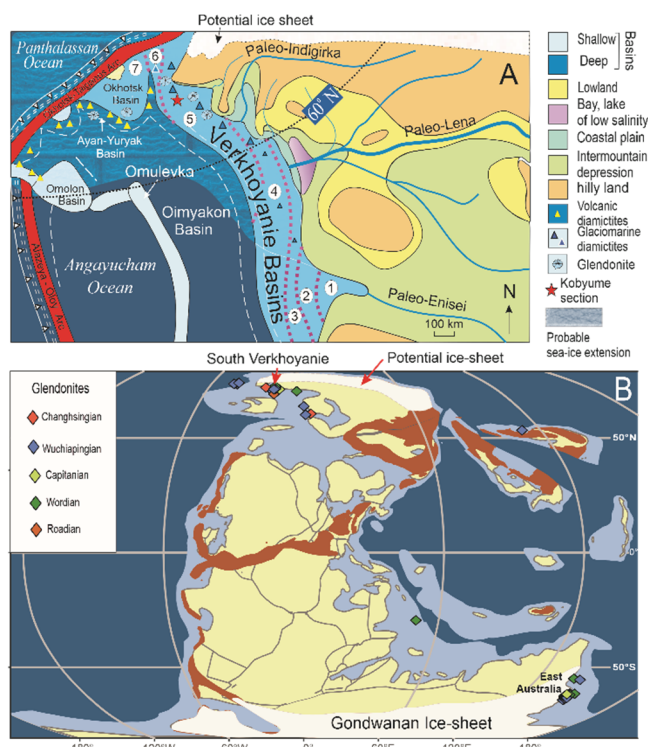 Potential ice sheet
Panthalassan
Ocean
Paleo-Indigirka
A
7
6
Okhotsk
Basin
5
60° N
Paleo-Lena
Ayan-Yuryak
Basin
Verkhoyanie Basins
Omulevka
Omolon
Basin
Oimyakon
Basin
4
Angayucham
Ocean
Alazeya - Oloy Arc
1
2
3
Paleo-Enisei
N
100 km
Shallow
Deep
Basins
Lowland
Bay, lake
of low salinity
Coastal plain
Intermountain
depression
hilly land
Volcanic
diamictites
Glaciomarine
diamictites
Glendonite
Kobyume
section
Probable
sea-ice extension
South Verkhoyanie
Potential ice-sheet
B
Glendonites
Changhsingian
Wuchiapingian
Capitanian
Wordian
Roadian
50°N
0°
50°S
East
Australia
Gondwanan Ice-sheet